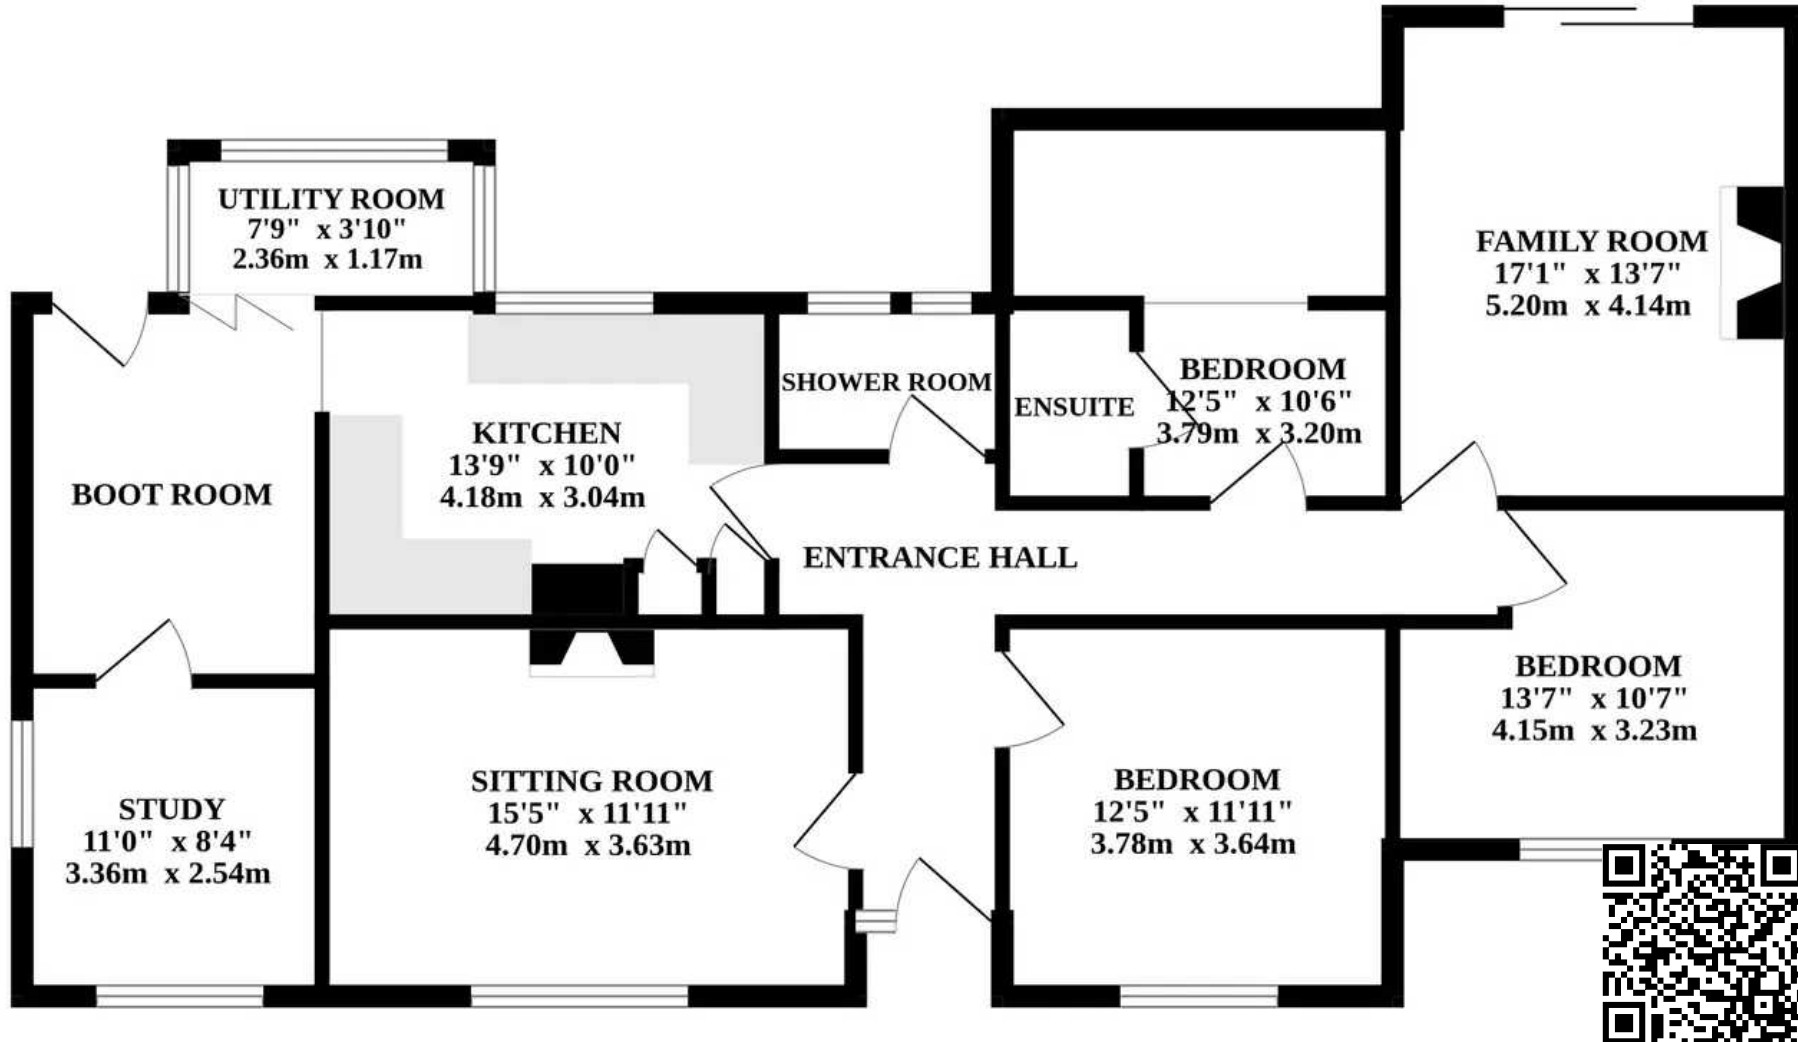 UTILITY ROOM
7'9" x 3'10"
2.36m x 1.17m
FAMILY ROOM
17'1" x 13'7"
5.20m x 4.14m
SHOWER ROOM
ENSUITE
BEDROOM
12'5" x 10'6"
3.79m x 3.20m
KITCHEN
13'9" x 10'0"
4.18m x 3.04m
BOOT ROOM
ENTRANCE HALL
BEDROOM
13'7" x 10'7"
4.15m x 3.23m
SITTING ROOM
15'5" x 11'11"
4.70m x 3.63m
BEDROOM
12'5" x 11'11"
3.78m x 3.64m
STUDY
11'0" x 8'4"
3.36m x 2.54m